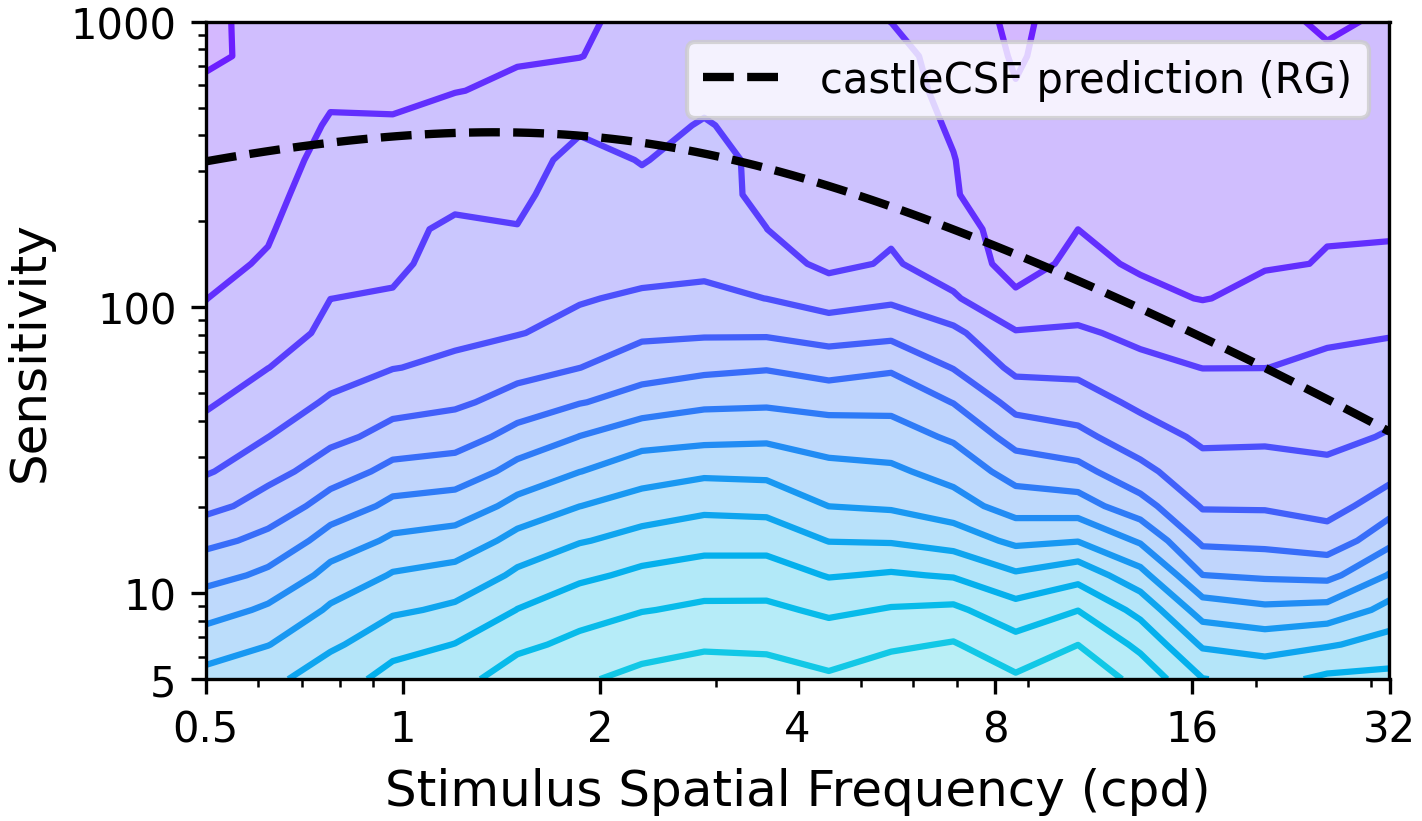 1000
100
10
5
Sensitivity
castleCSF prediction (RG)
0.5 1 2 4 8 16 32
Stimulus Spatial Frequency (cpd)